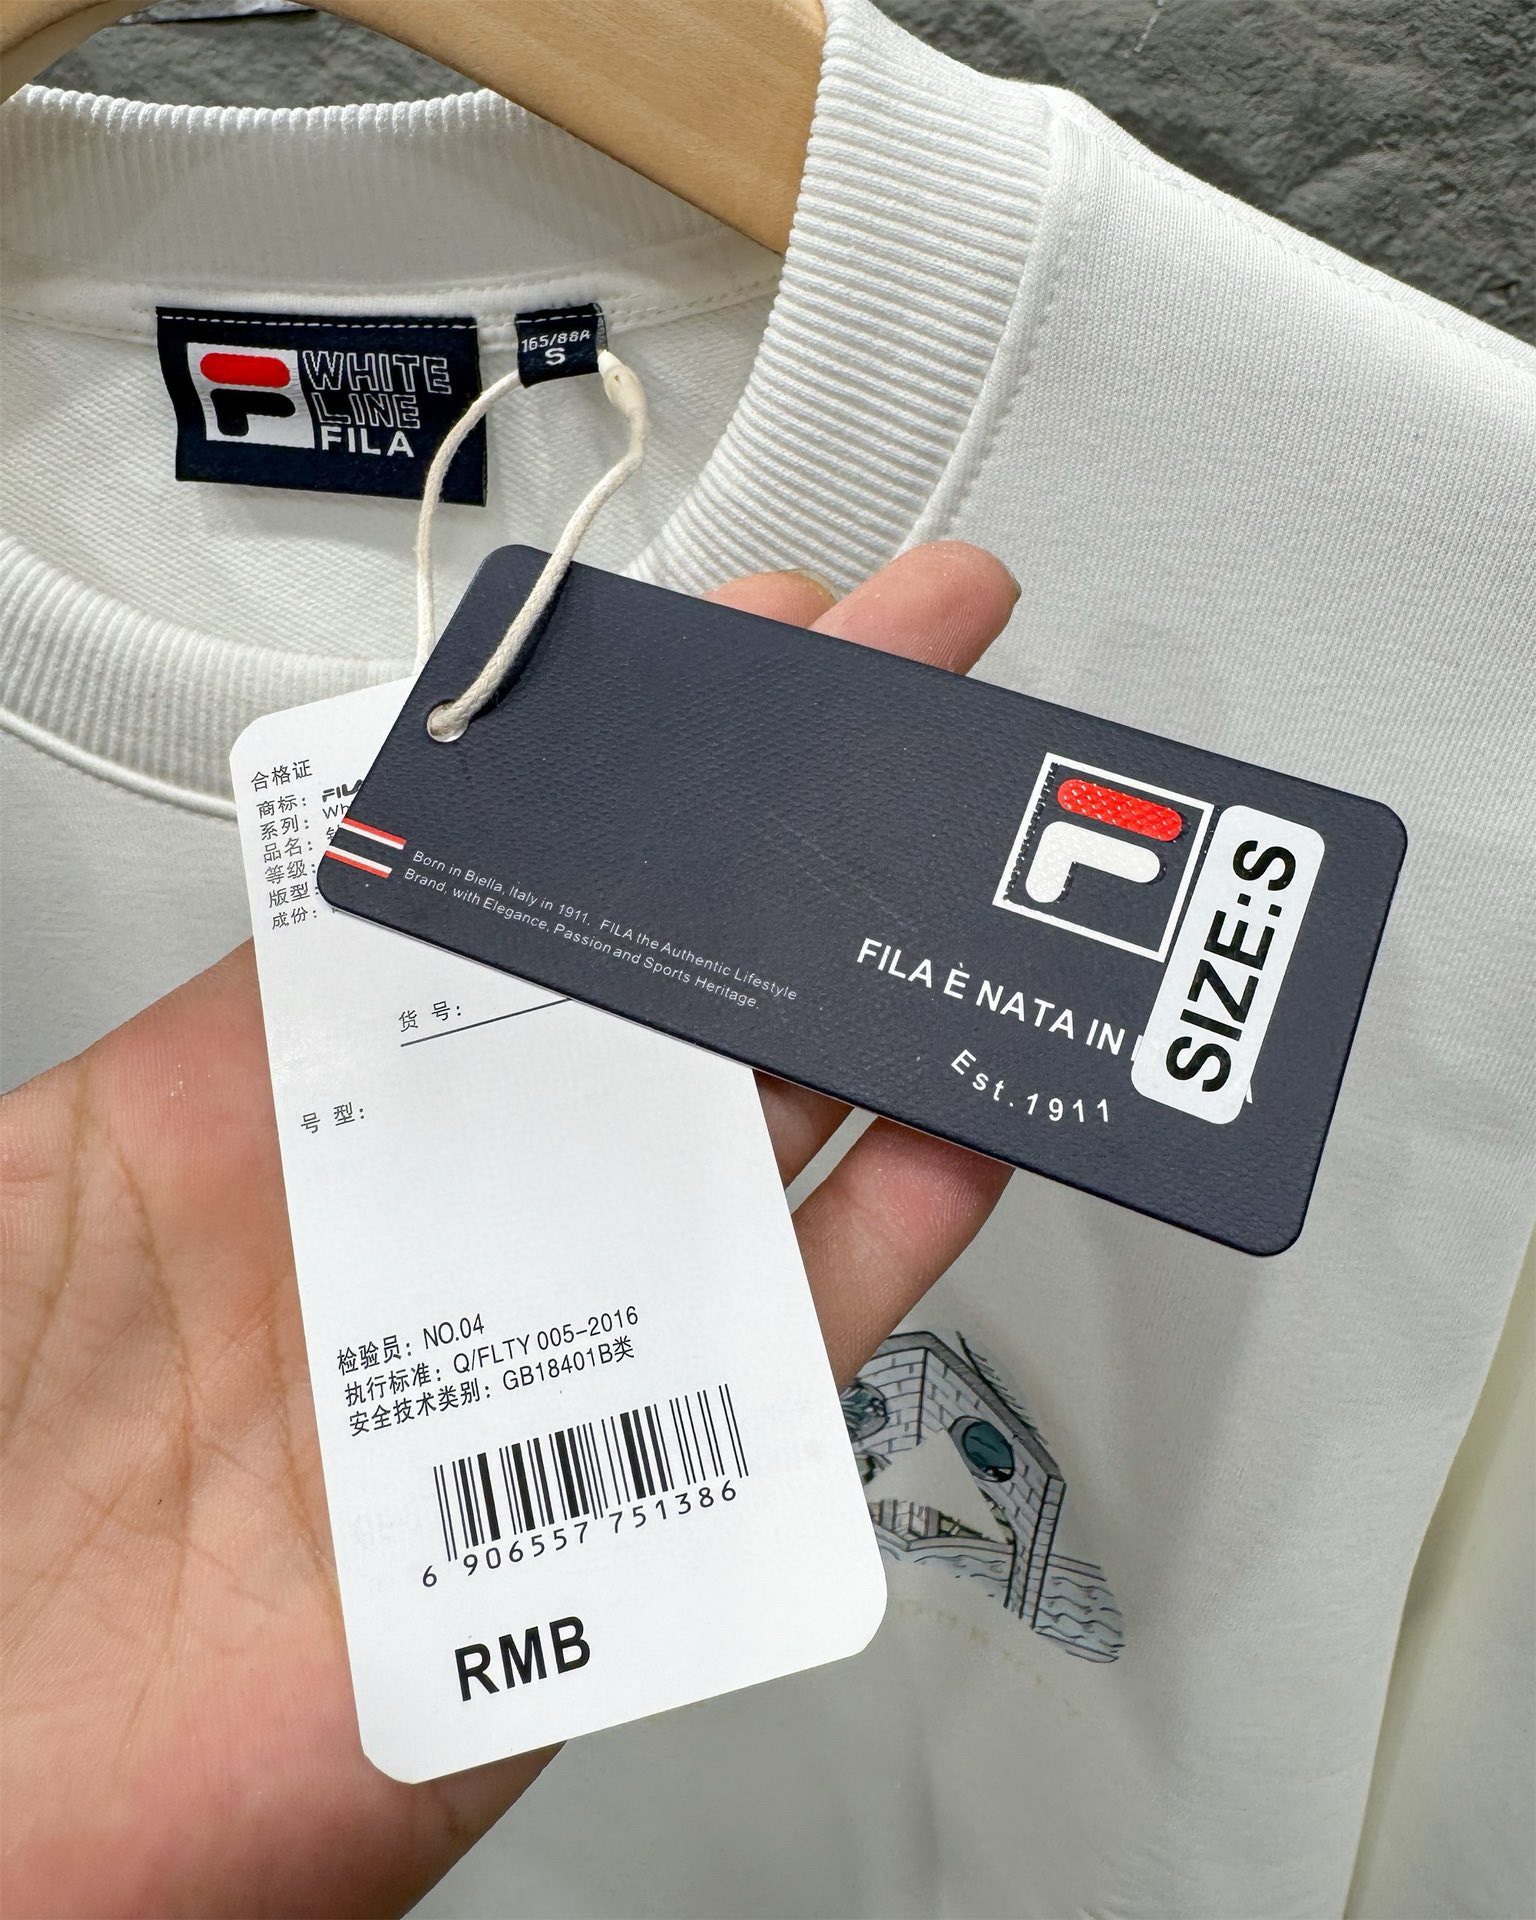 WHITE
LINE
FILA
165/88A
S
合格证
商标：
系列：
品名：
等级：
版型：
成份：
Born in Biella, Italy in 1911. FILA the Authentic Lifestyle
Brand, with Elegance, Passion and Sports Heritage.
FILA È NATA IN
Est.1911
SIZE:S
货号：
号型：
检验员：NO.04
执行标准：Q/FLTY 005-2016
安全技术类别：GB18401B类
6 906557 751386
RMB